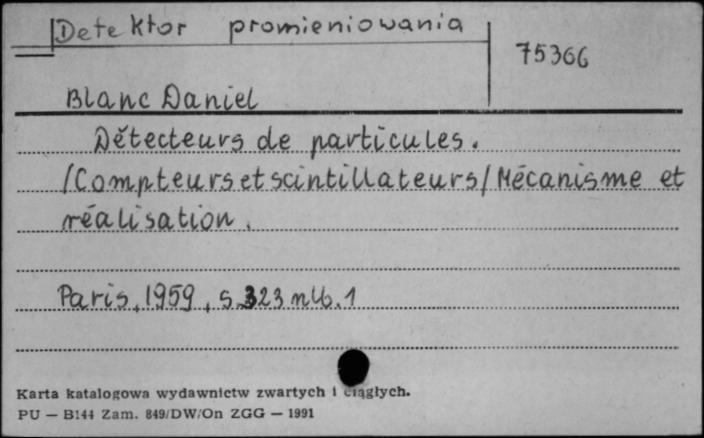 Detektor promieniowania
75366
Blanc Daniel
Détecteurs de particules.
/Compteurs et scintillateurs/ Mécanisme et
réalisation.
Paris, 1959, s. 323 nlb. 1
Karta katalogowa wydawnictw zwartych i ciągłych.
PU — B144 Zam. 849/DW/On ZGG — 1991